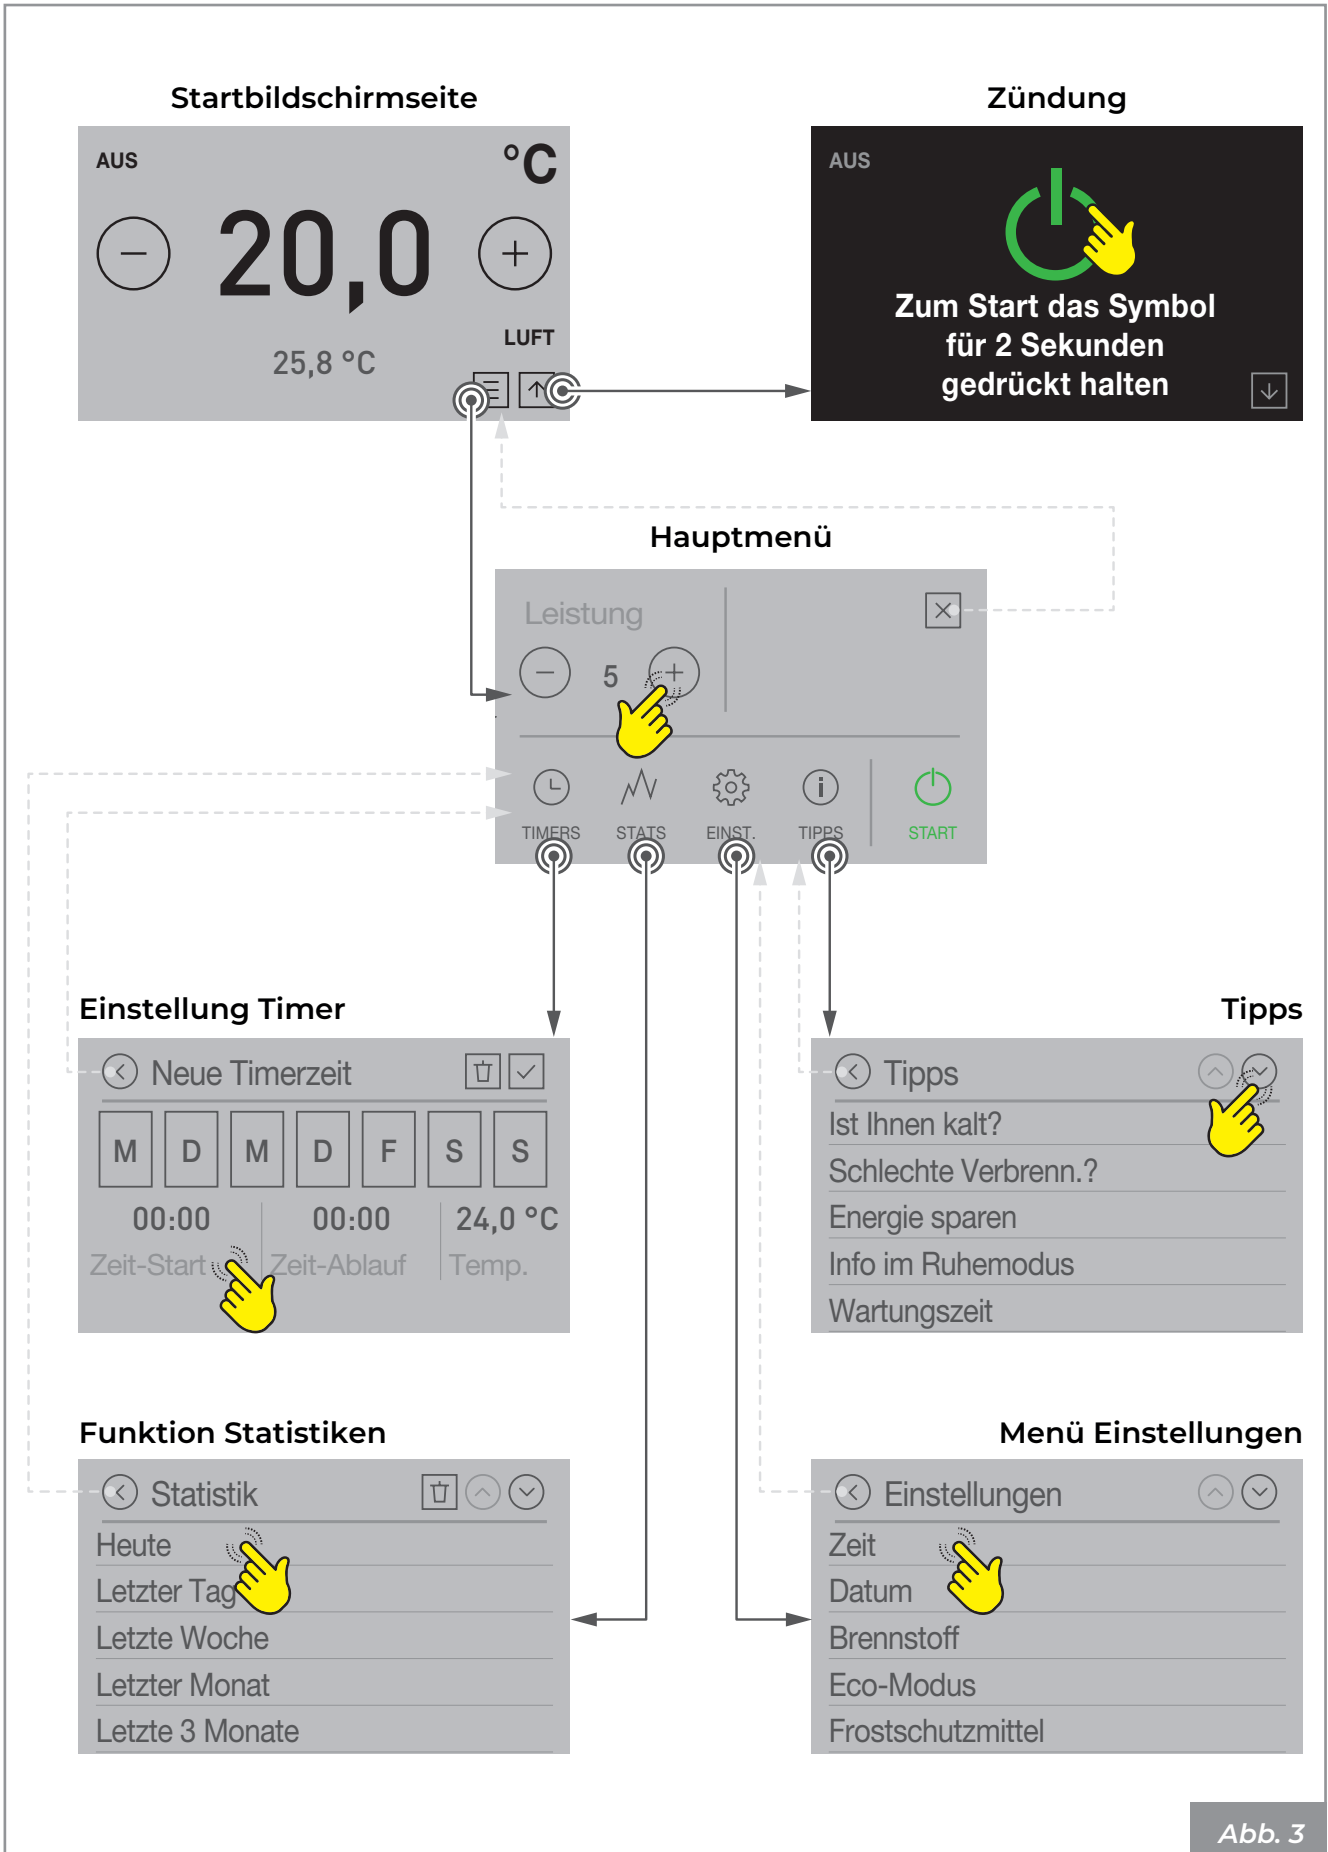 Startbildschirmseite
AUS
°C
20,0
LUFT
25,8 °C
Zündung
AUS
Zum Start das Symbol
für 2 Sekunden
gedrückt halten
Hauptmenü
Leistung
5
TIMERS STATS EINST. TIPPS START
Einstellung Timer
Neue Timerzeit
M D M D F S S
00:00 00:00 24,0 °C
Zeit-Start Zeit-Ablauf Temp.
Tipps
Tipps
Ist Ihnen kalt?
Schlechte Verbrenn.?
Energie sparen
Info im Ruhemodus
Wartungszeit
Funktion Statistiken
Statistik
Heute
Letzter Tag
Letzte Woche
Letzter Monat
Letzte 3 Monate
Menü Einstellungen
Einstellungen
Zeit
Datum
Brennstoff
Eco-Modus
Frostschutzmittel
Abb. 3